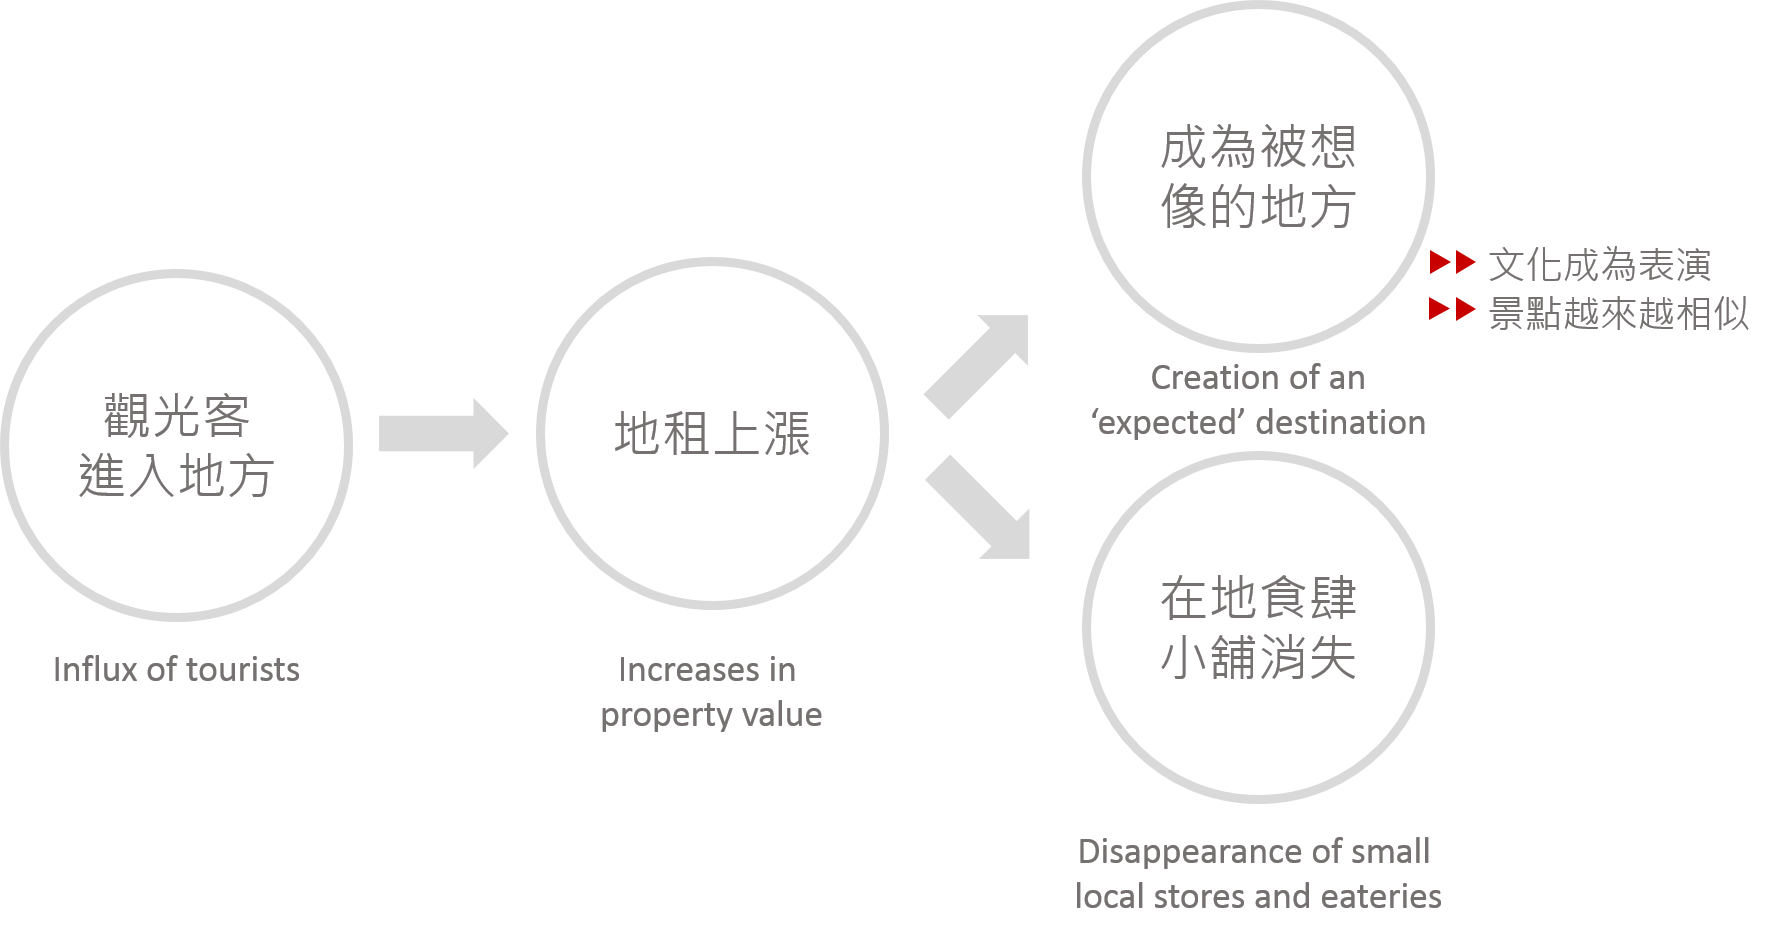 觀光客
進入地方
Influx of tourists
地租上漲
Increases in
property value
成為被想
像的地方
文化成為表演
景點越來越相似
Creation of an
‘expected’ destination
在地食肆
小舖消失
Disappearance of small
local stores and eateries